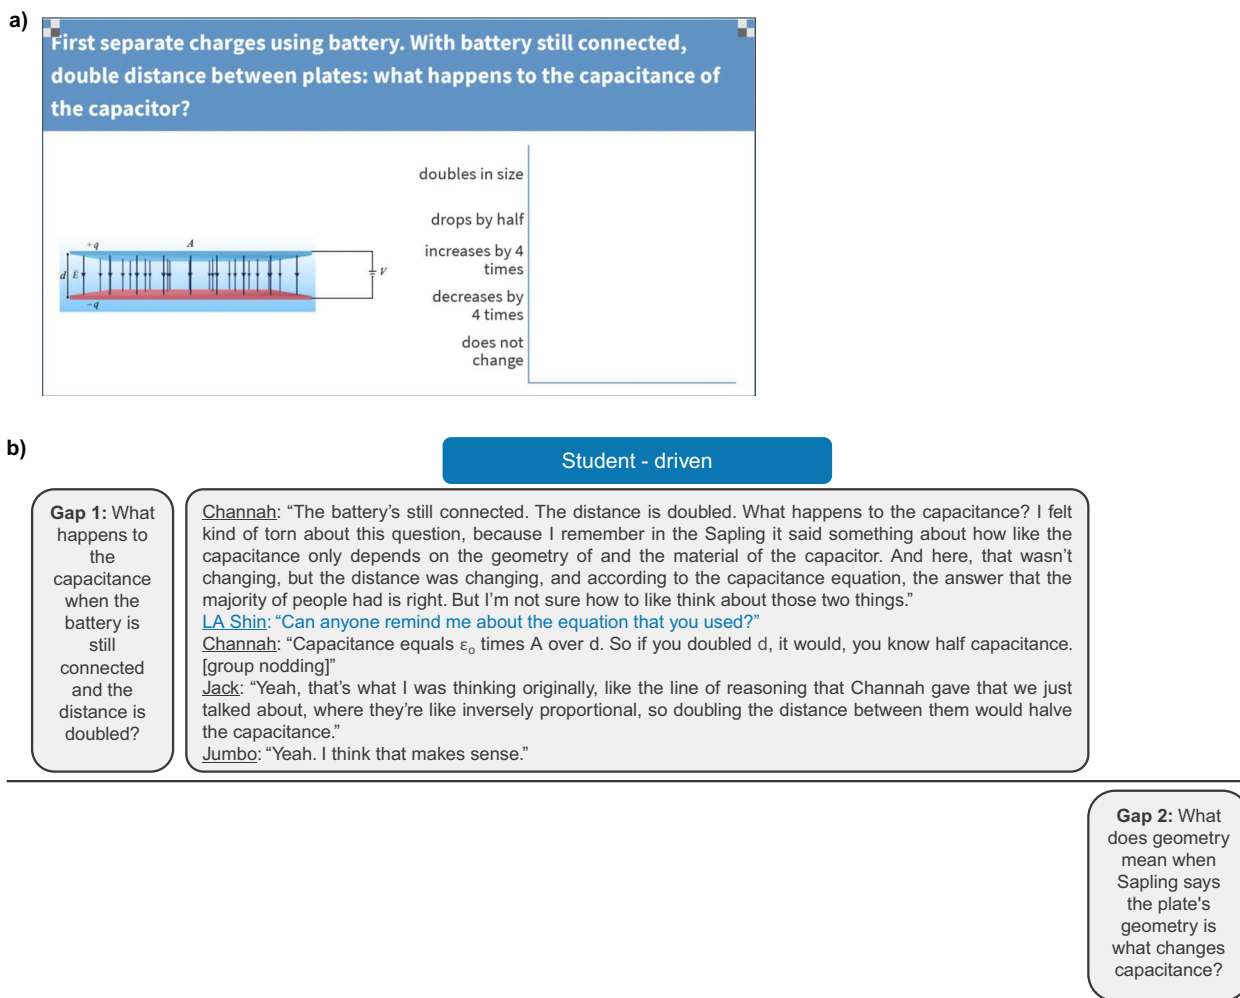 a)
First separate charges using battery. With battery still connected,
double distance between plates: what happens to the capacitance of
the capacitor?
doubles in size
drops by half
increases by 4
times
decreases by
4 times
does not
change
+q
A
d
E
V
−q
b)
Student - driven
Gap 1: What
happens to
the
capacitance
when the
battery is
still
connected
and the
distance is
doubled?
Channah: “The battery’s still connected. The distance is doubled. What happens to the capacitance? I felt
kind of torn about this question, because I remember in the Sapling it said something about how like the
capacitance only depends on the geometry of and the material of the capacitor. And here, that wasn’t
changing, but the distance was changing, and according to the capacitance equation, the answer that the
majority of people had is right. But I’m not sure how to like think about those two things.”
LA Shin: “Can anyone remind me about the equation that you used?”
Channah: “Capacitance equals ε₀ times A over d. So if you doubled d, it would, you know half capacitance.
[group nodding]”
Jack: “Yeah, that’s what I was thinking originally, like the line of reasoning that Channah gave that we just
talked about, where they’re like inversely proportional, so doubling the distance between them would halve
the capacitance.”
Jumbo: “Yeah. I think that makes sense.”
Gap 2: What
does geometry
mean when
Sapling says
the plate's
geometry is
what changes
capacitance?